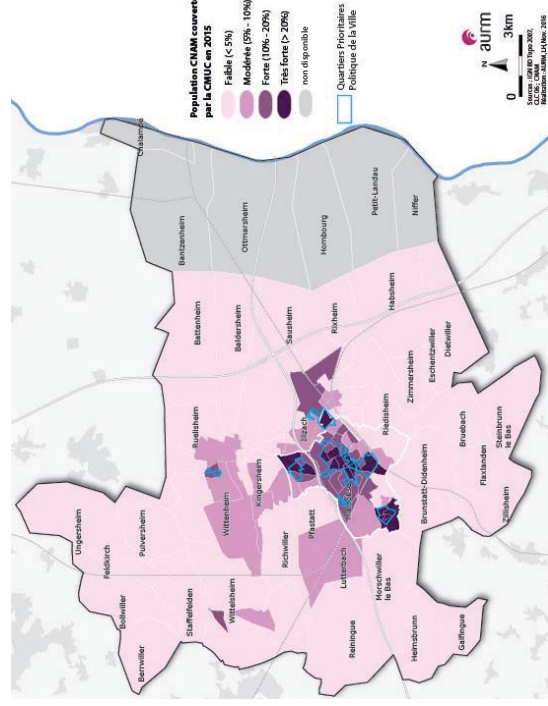 Population CNAM couverte
par la CMUC en 2015
Faible (< 5%)
Modérée (5% - 10%)
Forte (10% - 20%)
Très forte (> 20%)
non disponible
Quartiers Prioritaires
Politique de la Ville
aurm
N
0 3km
Sources : IGN BD Topo 2007,
CLC 06 ; CNAM
Réalisation : AURM, LH, Nov. 2016
Chalampe
Bantzenheim
Ottmarsheim
Hombourg
Petit-Landau
Niffer
Battenheim
Baldersheim
Sausheim
Rixheim
Habsheim
Ruelisheim
Illzach
Riedisheim
Zimmersheim
Eschentzwiller
Dietwiller
Wittenheim
Kingersheim
Brunstatt-Didenheim
Bruebach
Flaxlanden
Steinbrunn
le Bas
Zillisheim
Ungersheim
Feldkirch
Bollwiller
Pulversheim
Berrwiller
Staffelfelden
Wittelsheim
Richwiller
Pfastatt
Lutterbach
Morschwiller
le Bas
Reiningue
Heimsbrunn
Galfingue